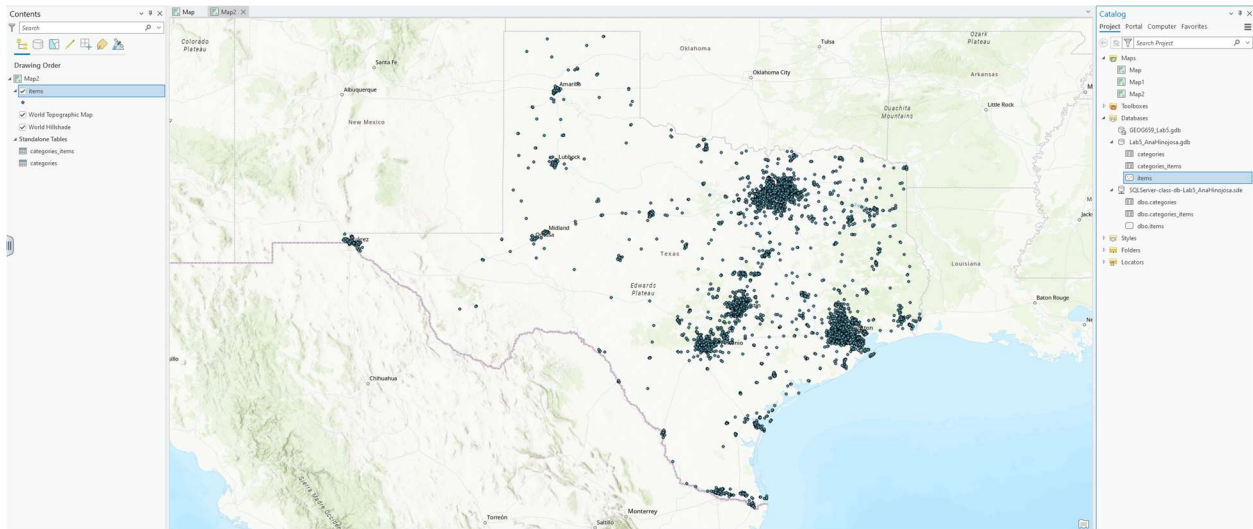 Contents
Search
Drawing Order
Map2
items
World Topographic Map
World Hillshade
Standalone Tables
categories_items
categories
Map
Map2
Colorado
Plateau
Santa Fe
Albuquerque
New Mexico
Amarillo
Lubbock
Oklahoma
Oklahoma City
Tulsa
Ozark
Plateau
Arkansas
Little Rock
Ouachita
Mountains
Midland
Texas
Edwards
Plateau
Louisiana
Baton Rouge
Chihuahua
Sierra Madre
Torreón
Saltillo
Monterrey
Catalog
Project Portal Computer Favorites
Search Project
Maps
Map
Map1
Map2
Toolboxes
Databases
GEOG659_Lab5.gdb
Lab5_AnaHinojosa.gdb
categories
categories_items
items
SQLServer-class-db-Lab5_AnaHinojosa.sde
dbo.categories
dbo.categories_items
dbo.items
Styles
Folders
Locators